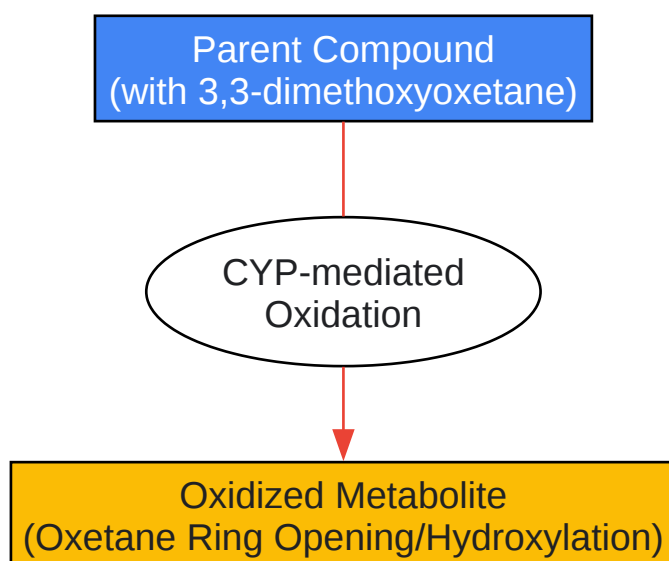 Parent Compound
(with 3,3-dimethoxyoxetane)
CYP-mediated
Oxidation
Oxidized Metabolite
(Oxetane Ring Opening/Hydroxylation)